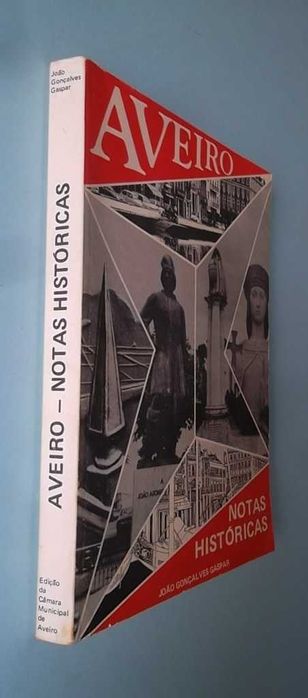 João
Gonçalves
Gaspar
AVEIRO – NOTAS HISTÓRICAS
Edição
da
Câmara
Municipal
de
Aveiro
AVEIRO
NOTAS
HISTÓRICAS
JOÃO GONÇALVES GASPAR
A